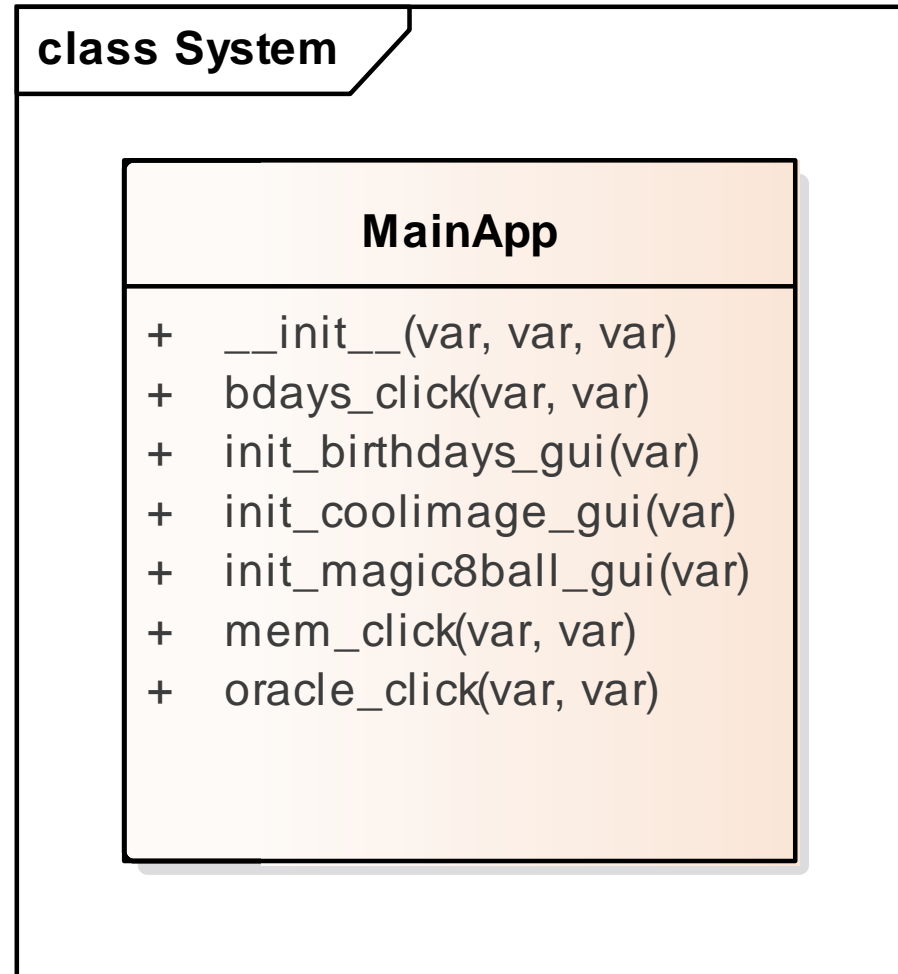 class System
MainApp
+ __init__(var, var, var)
+ bdays_click(var, var)
+ init_birthdays_gui(var)
+ init_coolimage_gui(var)
+ init_magic8ball_gui(var)
+ mem_click(var, var)
+ oracle_click(var, var)